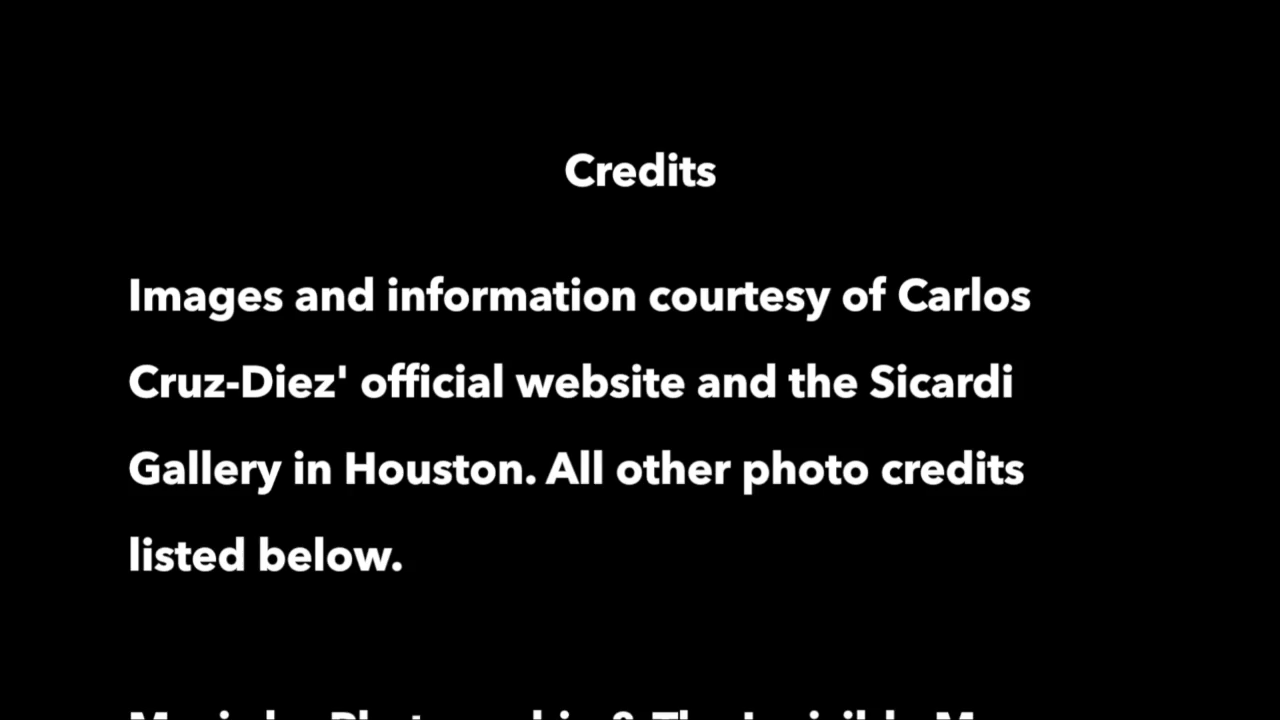 Credits
Images and information courtesy of Carlos
Cruz-Diez' official website and the Sicardi
Gallery in Houston. All other photo credits
listed below.